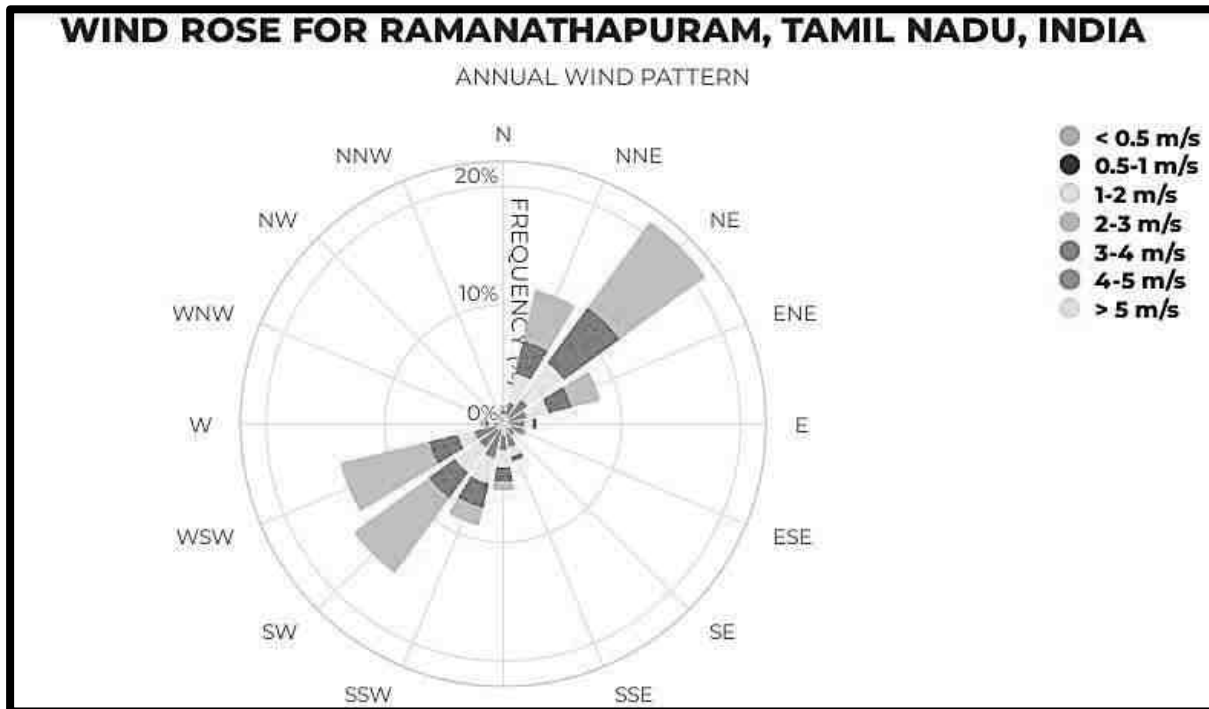 WIND ROSE FOR RAMANATHAPURAM, TAMIL NADU, INDIA
ANNUAL WIND PATTERN
N
NNE
NE
ENE
E
ESE
SE
SSE
SSW
SW
WSW
W
WNW
NW
NNW
20%
10%
0%
FREQUENCY
< 0.5 m/s
0.5-1 m/s
1-2 m/s
2-3 m/s
3-4 m/s
4-5 m/s
> 5 m/s